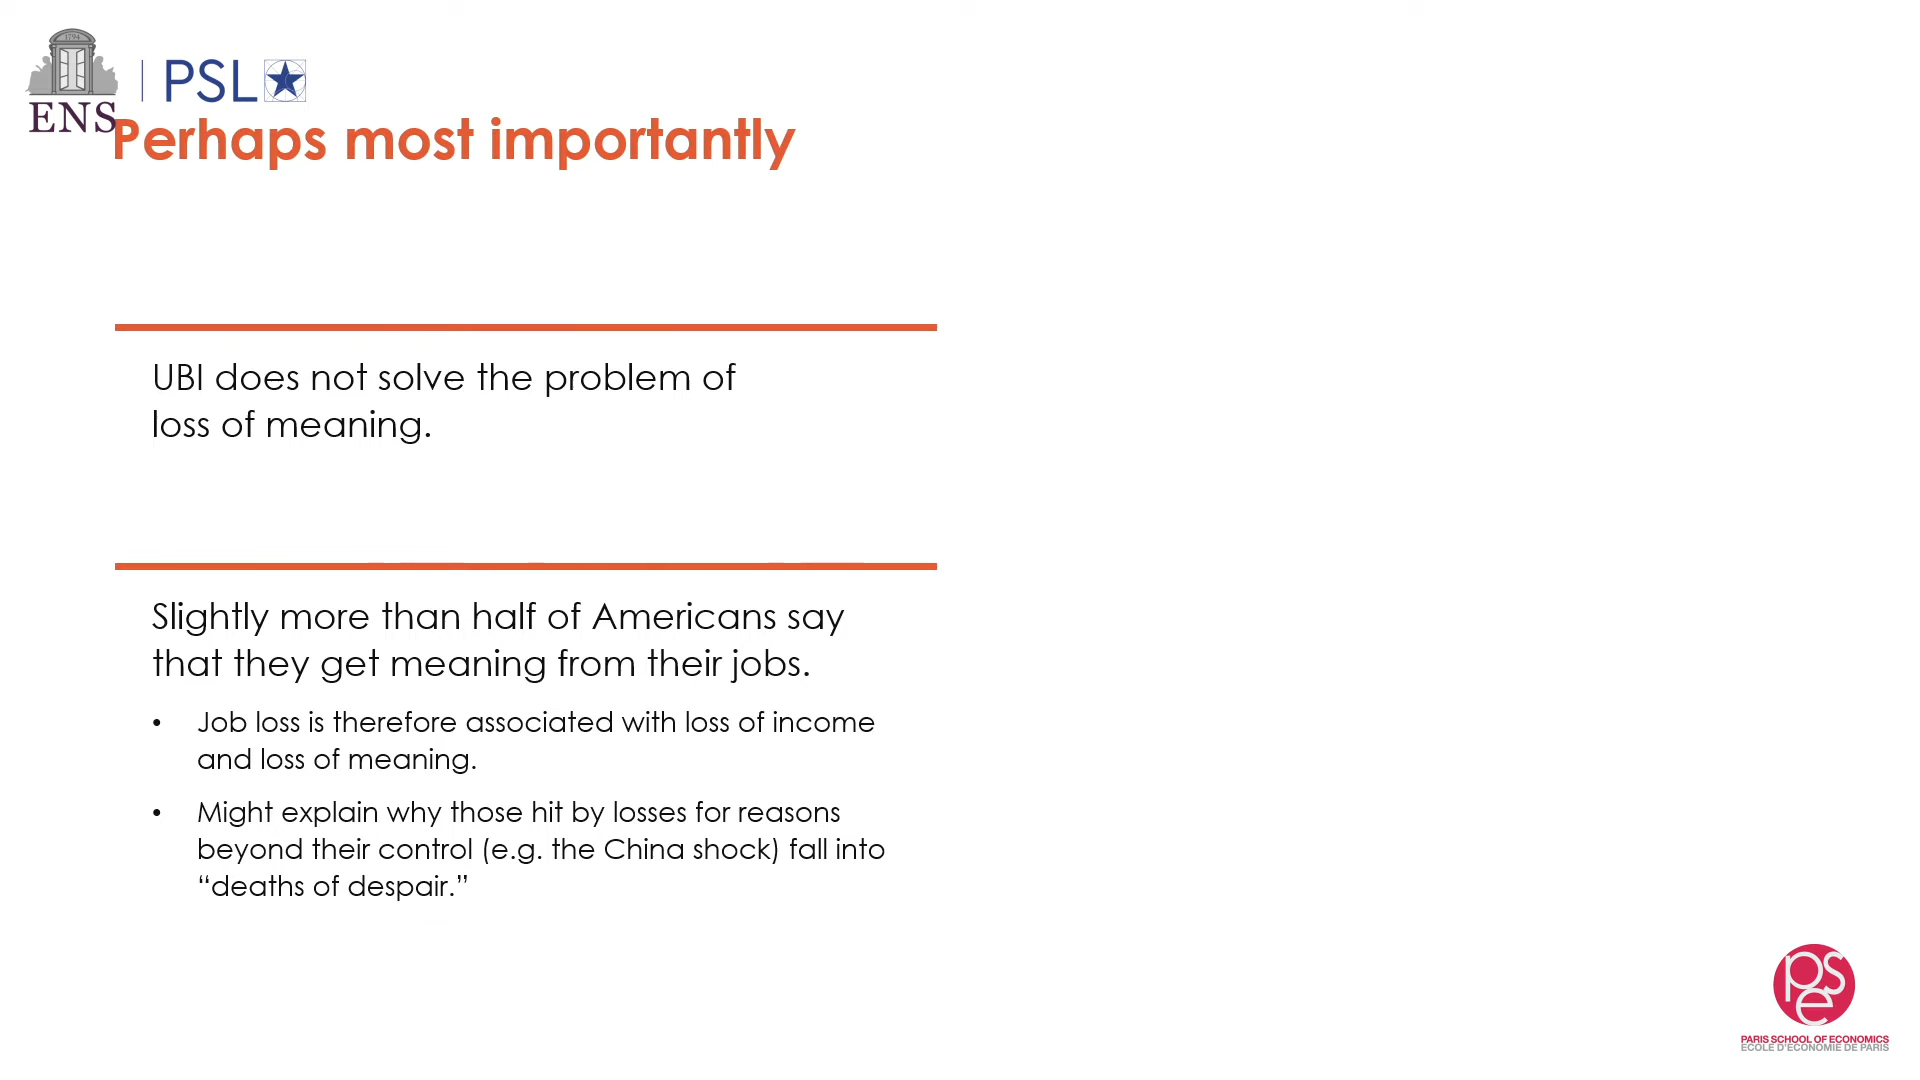 1794
ENS
PSL
Perhaps most importantly
UBI does not solve the problem of
loss of meaning.
Slightly more than half of Americans say
that they get meaning from their jobs.
• Job loss is therefore associated with loss of income
and loss of meaning.
• Might explain why those hit by losses for reasons
beyond their control (e.g. the China shock) fall into
“deaths of despair.”
pse
PARIS SCHOOL OF ECONOMICS
ECOLE D'ECONOMIE DE PARIS